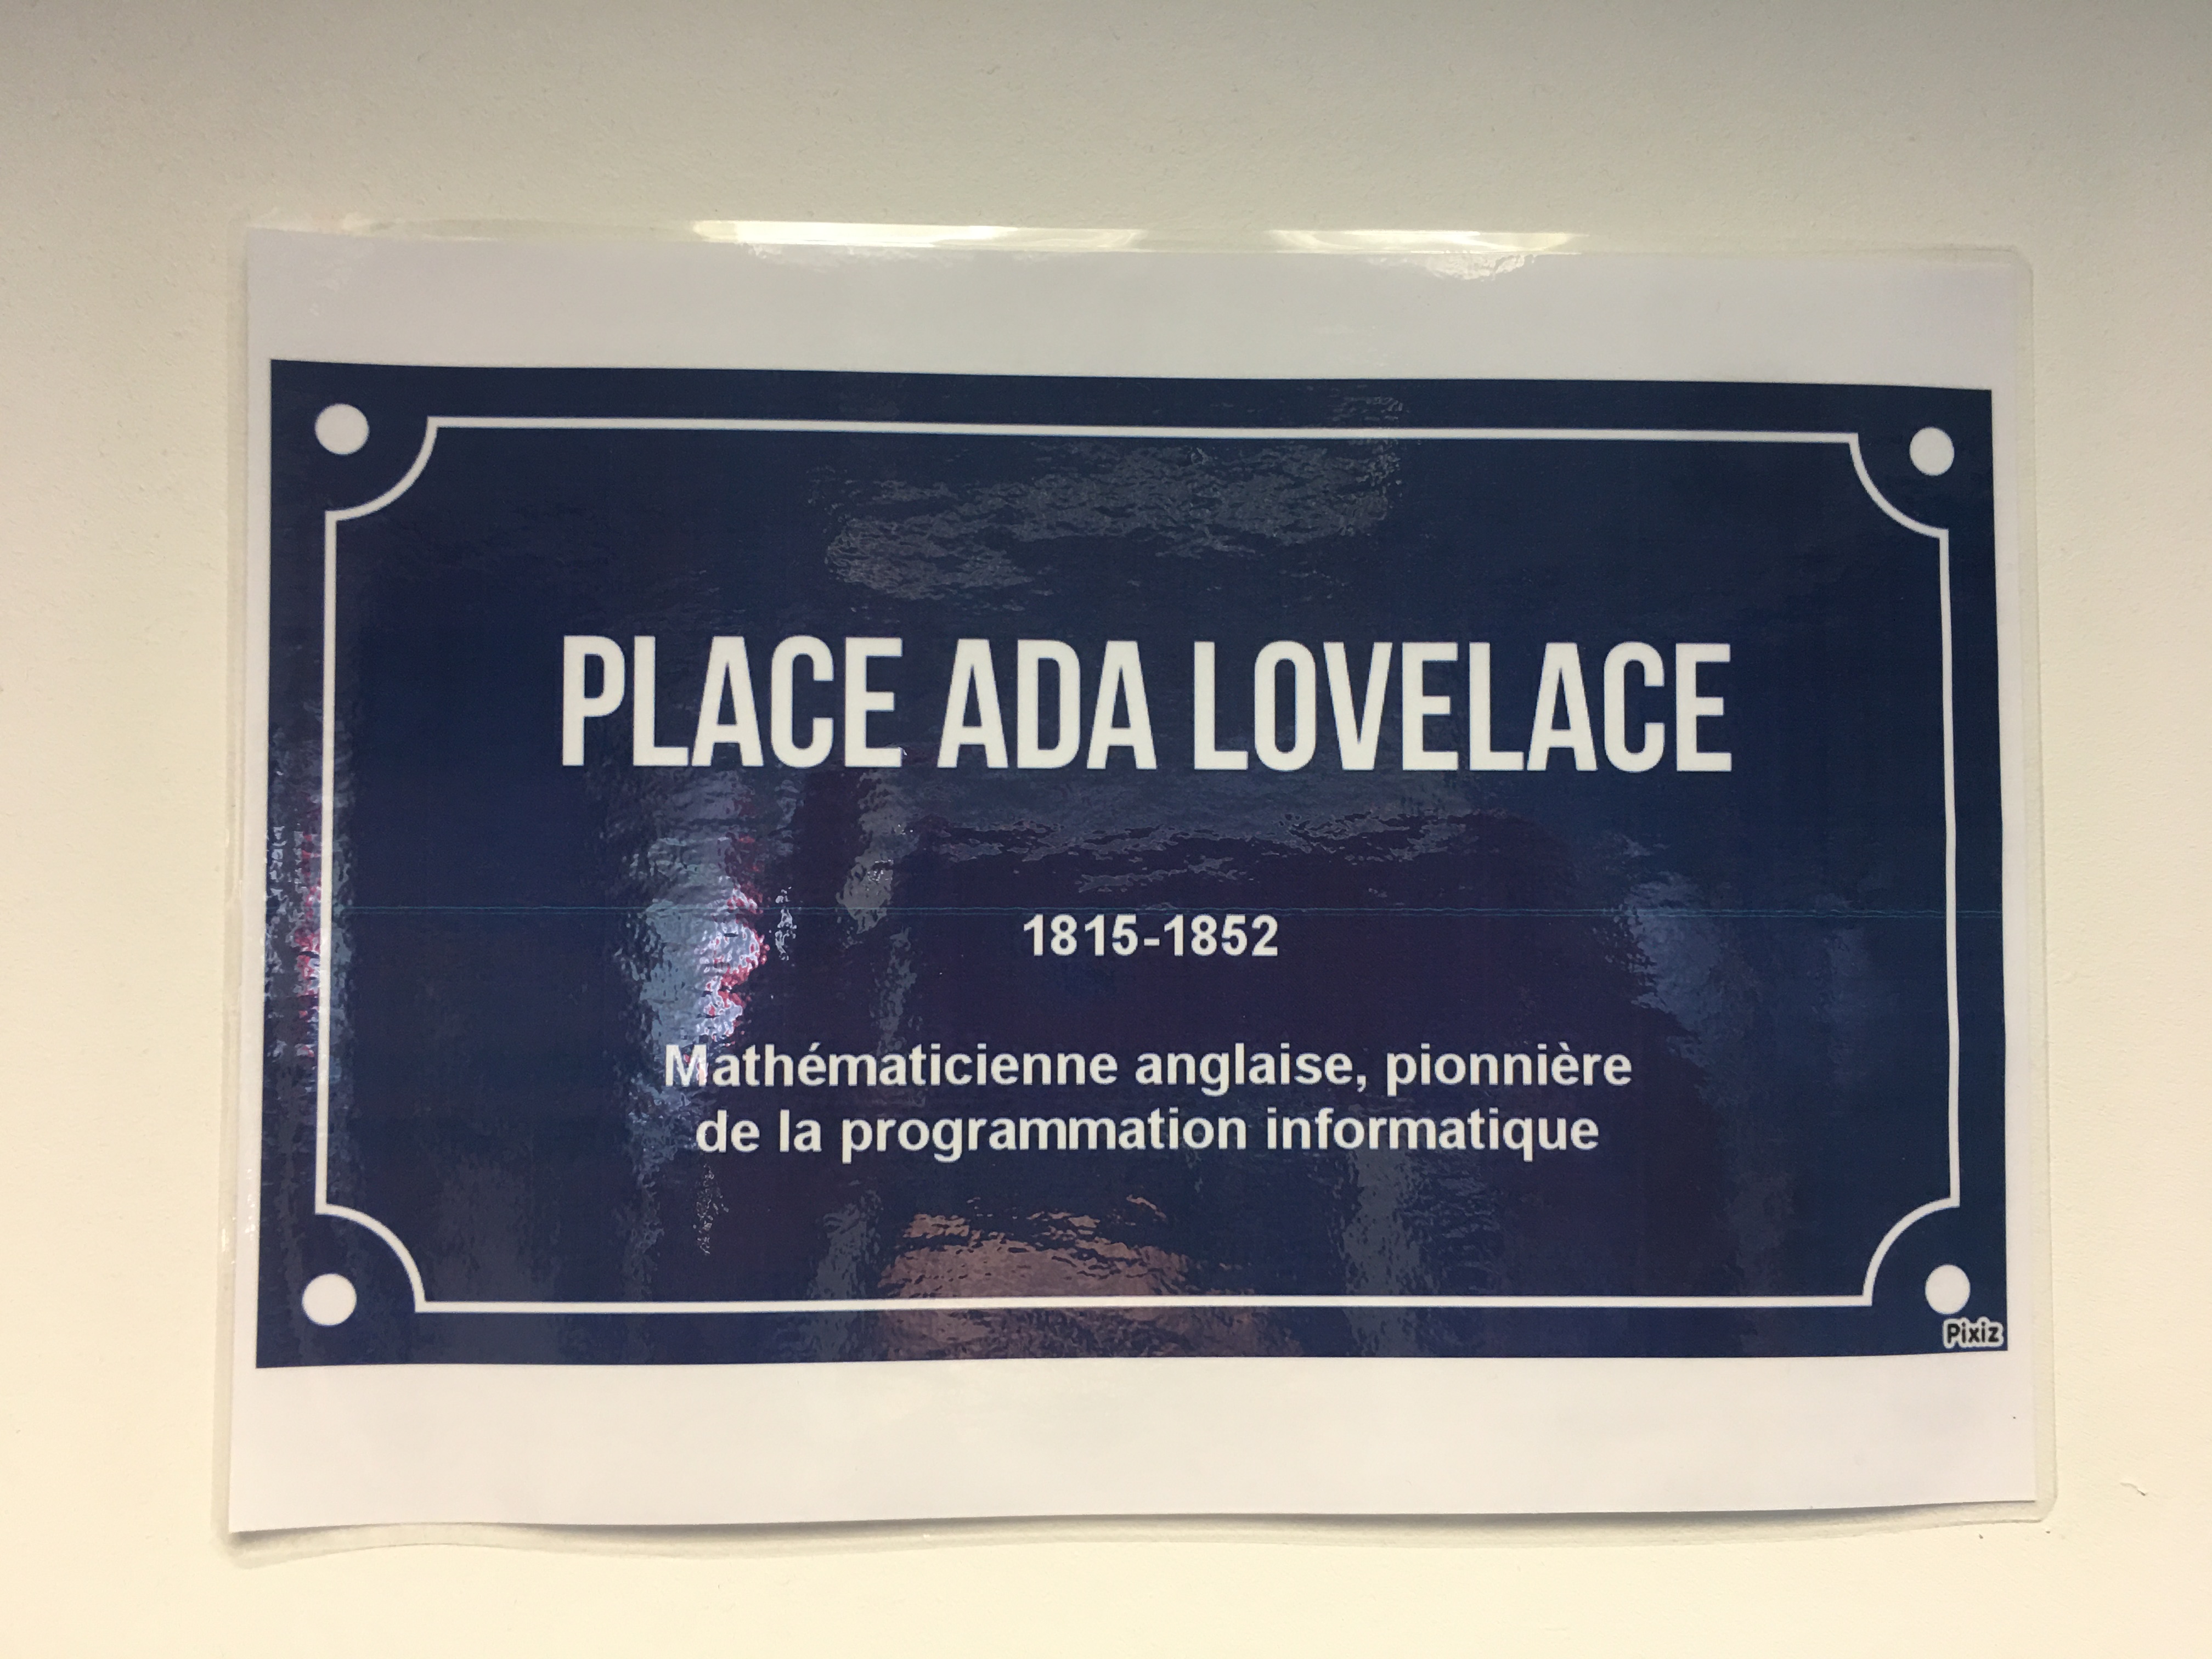 PLACE ADA LOVELACE
1815-1852
Mathématicienne anglaise, pionnière
de la programmation informatique
Pixiz